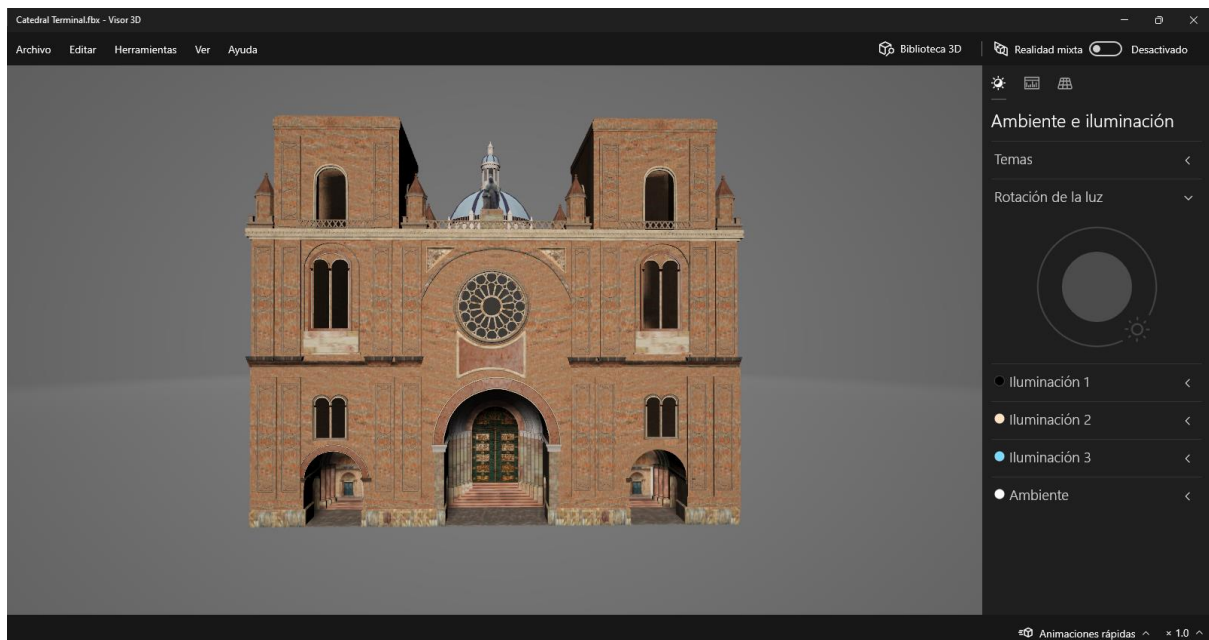 Catedral Terminal.fbx - Visor 3D
Archivo Editar Herramientas Ver Ayuda
Biblioteca 3D
Realidad mixta Desactivado
Ambiente e iluminación
Temas
Rotación de la luz
Iluminación 1
Iluminación 2
Iluminación 3
Ambiente
Animaciones rápidas × 1.0